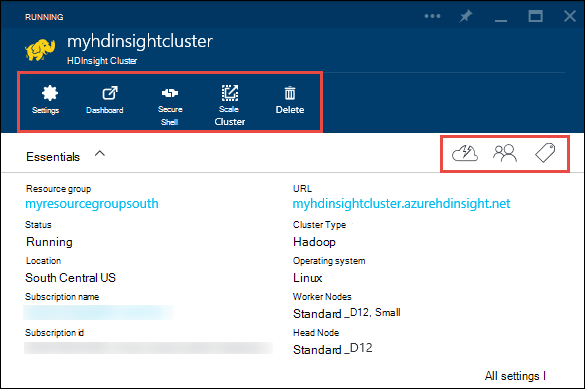 RUNNING
myhdinsightcluster
HDInsight Cluster
Settings
Dashboard
Secure Shell
Scale Cluster
Delete
Essentials
Resource group
myresourcegroupsouth
Status
Running
Location
South Central US
Subscription name
Subscription id
URL
myhdinsightcluster.azurehdinsight.net
Cluster Type
Hadoop
Operating system
Linux
Worker Nodes
Standard _D12, Small
Head Node
Standard _D12
All settings I